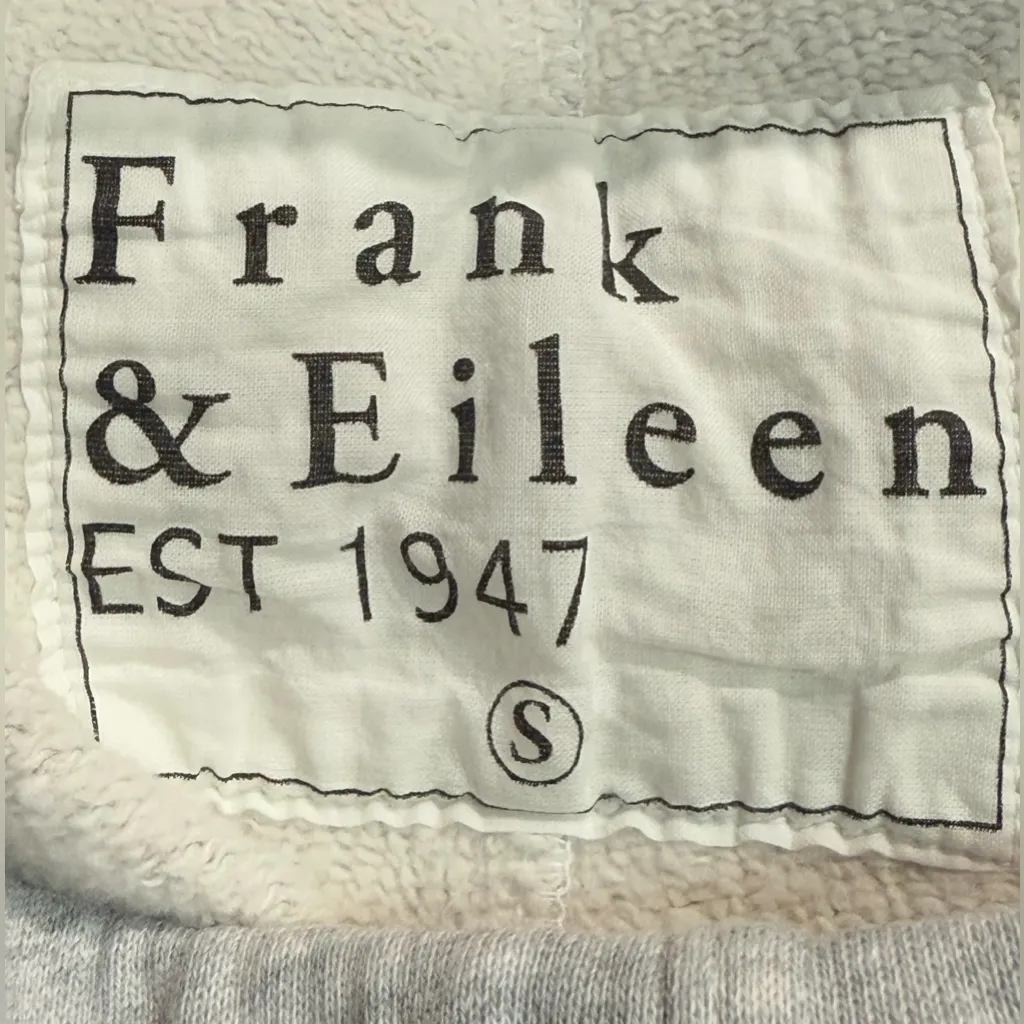 Frank
& Eileen
EST 1947
S